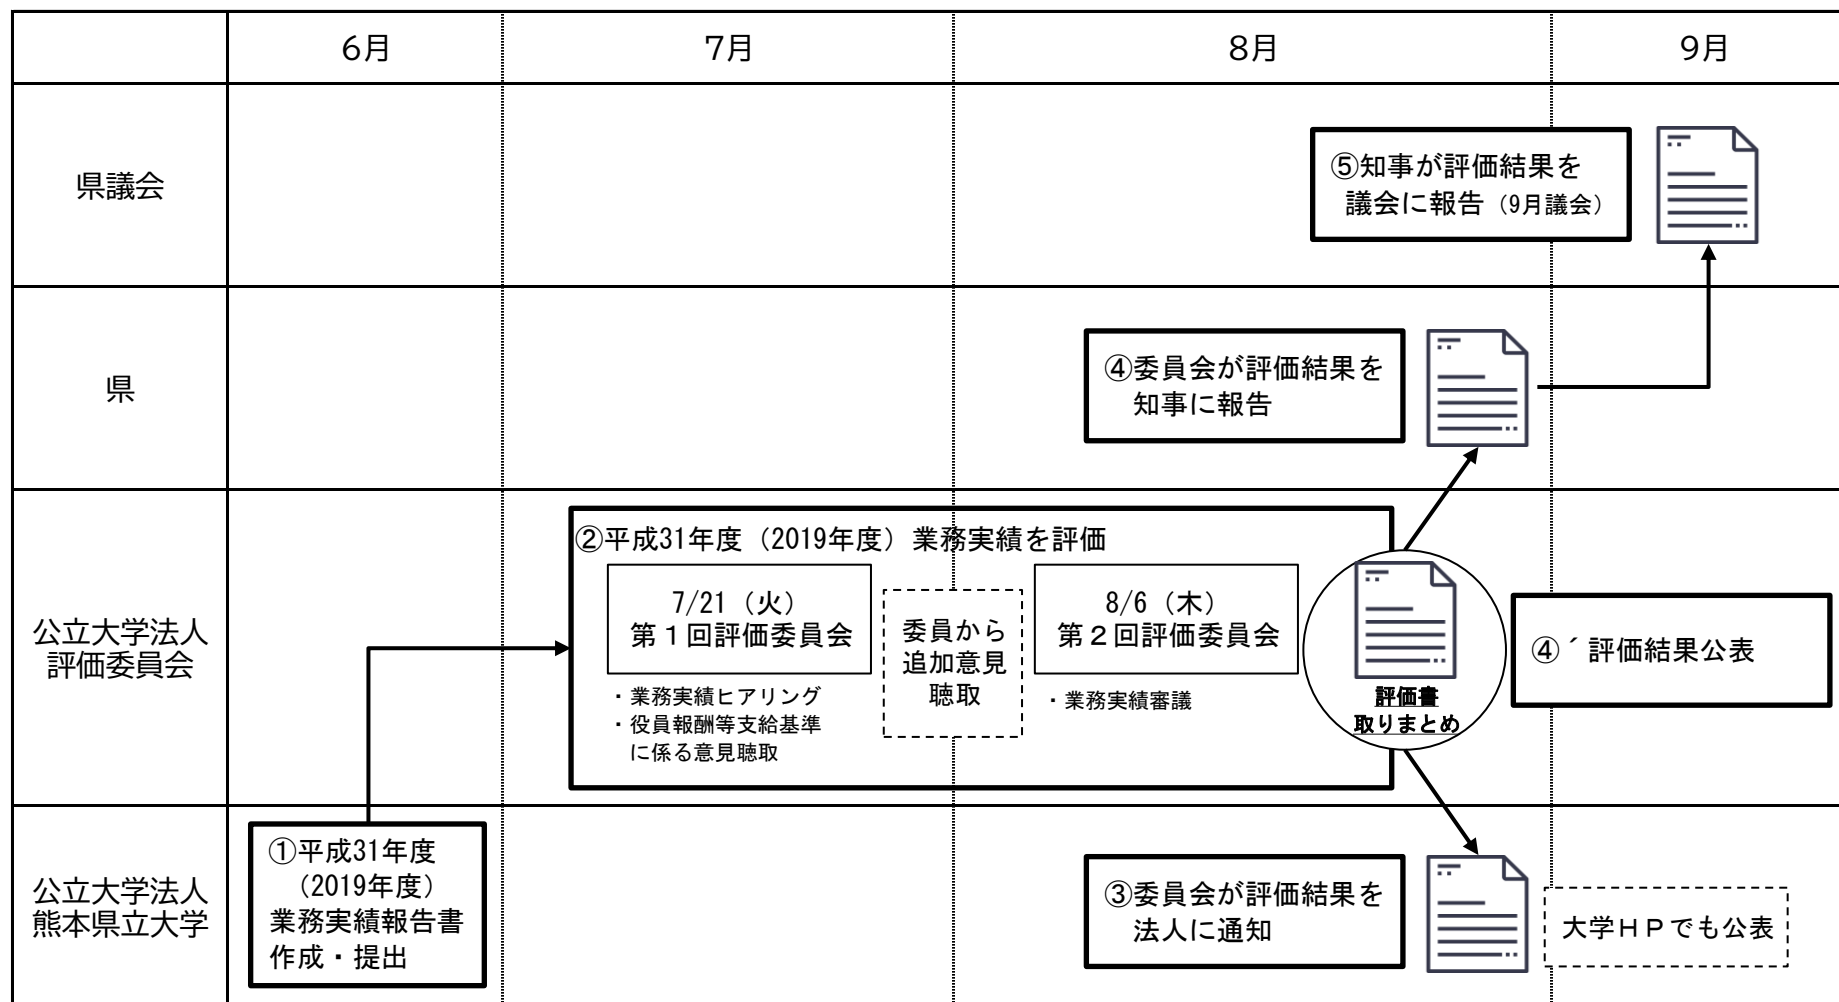 6月
7月
8月
9月
県議会
⑤知事が評価結果を
議会に報告（9月議会）
県
④委員会が評価結果を
知事に報告
公立大学法人
評価委員会
②平成31年度（2019年度）業務実績を評価
7/21（火）
第１回評価委員会
・業務実績ヒアリング
・役員報酬等支給基準
に係る意見聴取
委員から
追加意見
聴取
8/6（木）
第２回評価委員会
・業務実績審議
評価書
取りまとめ
④´評価結果公表
公立大学法人
熊本県立大学
①平成31年度
（2019年度）
業務実績報告書
作成・提出
③委員会が評価結果を
法人に通知
大学ＨＰでも公表